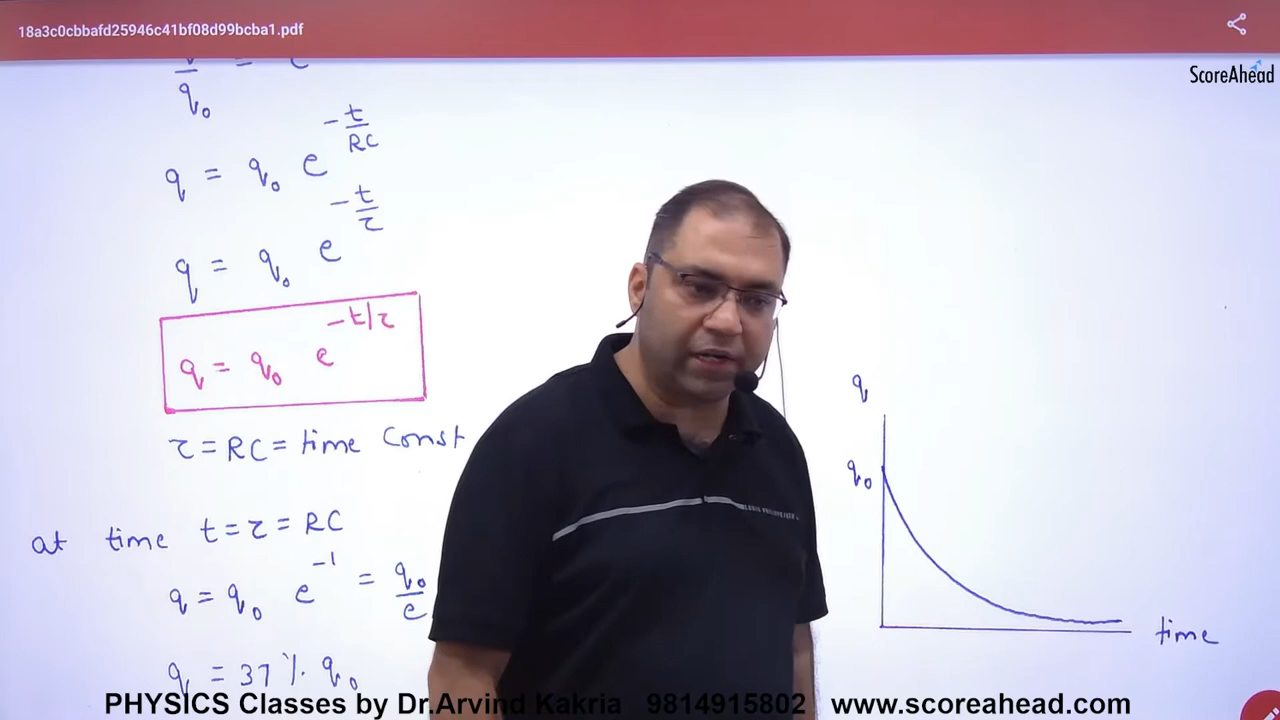 18a3c0cbbafd25946c41bf08d99bcba1.pdf
ScoreAhead
q₀
q = q₀ e^(-t/RC)
q = q₀ e^(-t/τ)
q = q₀ e^(-t/τ)
τ = RC = time Const
at time t = τ = RC
q = q₀ e^(-1) = q₀/e
q = 37 % q₀
q
q₀
time
PHYSICS Classes by Dr.Arvind Kakria 9814915802 www.scoreahead.com